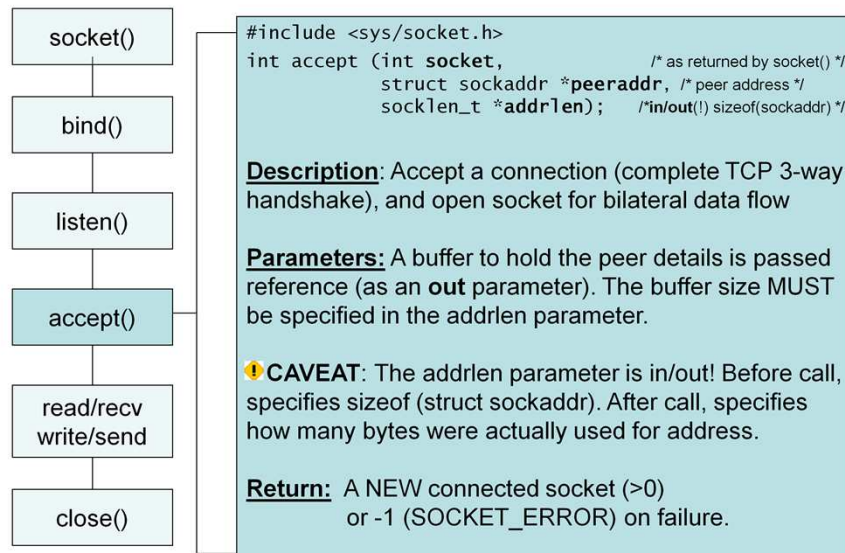 socket()
bind()
listen()
accept()
read/recv
write/send
close()
#include <sys/socket.h>
int accept (int socket, /* as returned by socket() */
struct sockaddr *peeraddr, /* peer address */
socklen_t *addrlen); /*in/out(!) sizeof(sockaddr) */
Description: Accept a connection (complete TCP 3-way
handshake), and open socket for bilateral data flow
Parameters: A buffer to hold the peer details is passed
reference (as an out parameter). The buffer size MUST
be specified in the addrlen parameter.
CAVEAT: The addrlen parameter is in/out! Before call,
specifies sizeof (struct sockaddr). After call, specifies
how many bytes were actually used for address.
Return: A NEW connected socket (>0)
or -1 (SOCKET_ERROR) on failure.